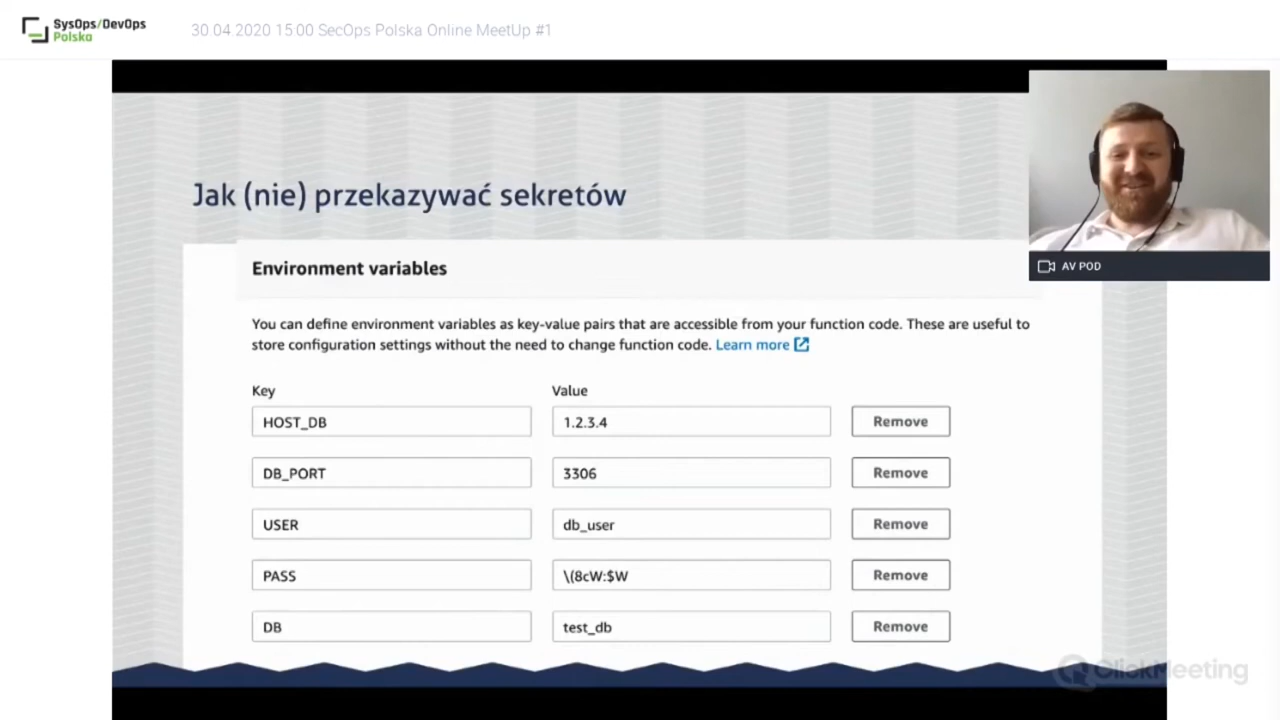 SysOps/DevOps
Polska
30.04 2020 15:00 SecOps Polska Online MeetUp #1
Jak (nie) przekazywać sekretów
AV POD
Environment variables
You can define environment variables as key-value pairs that are accessible from your function code. These are useful to
store configuration settings without the need to change function code. Learn more
Key Value
HOST_DB 1.2.3.4 Remove
DB_PORT 3306 Remove
USER db_user Remove
PASS \(8cW:$W Remove
DB test_db Remove
ClickMeeting